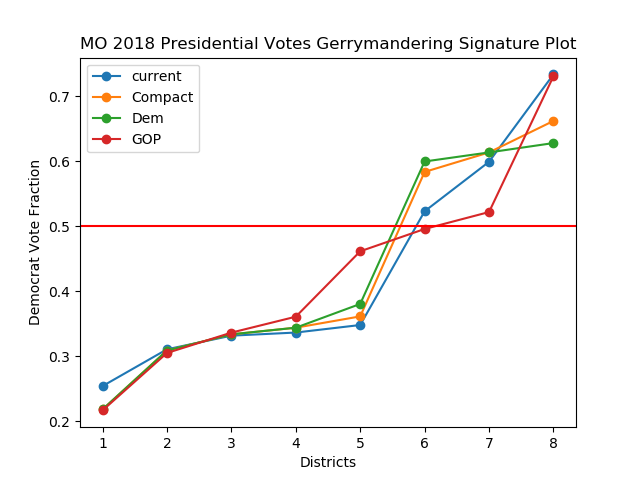 MO 2018 Presidential Votes Gerrymandering Signature Plot
current
Compact
Dem
GOP
Democrat Vote Fraction
0.7
0.6
0.5
0.4
0.3
0.2
1 2 3 4 5 6 7 8
Districts